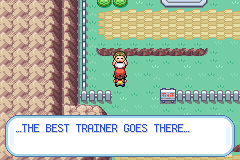 …THE BEST TRAINER GOES THERE…